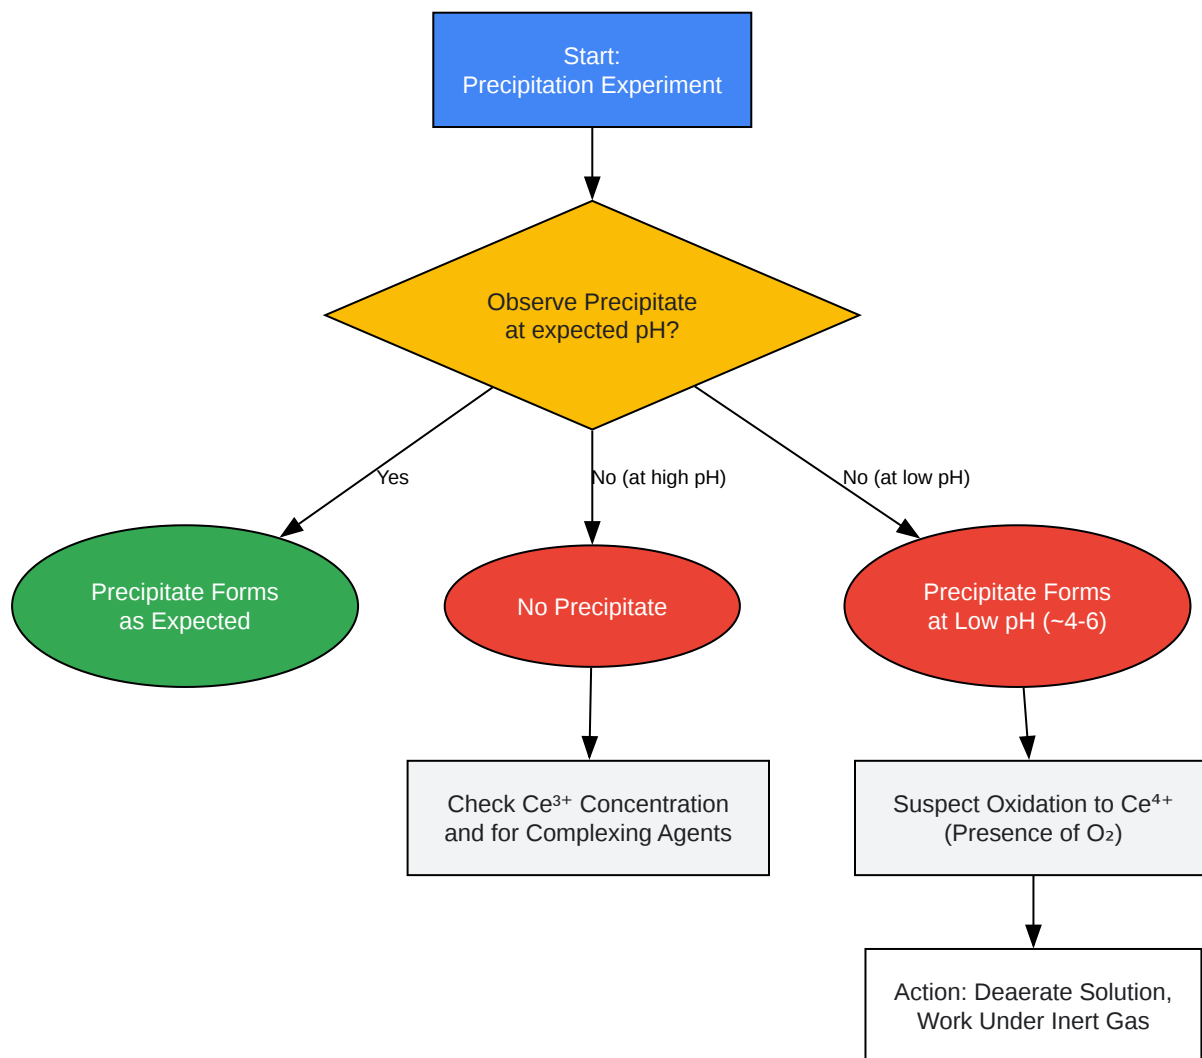 Start:
Precipitation Experiment
Observe Precipitate
at expected pH?
Yes
No (at high pH)
No (at low pH)
Precipitate Forms
as Expected
No Precipitate
Precipitate Forms
at Low pH (~4-6)
Check Ce³⁺ Concentration
and for Complexing Agents
Suspect Oxidation to Ce⁴⁺
(Presence of O₂)
Action: Deaerate Solution,
Work Under Inert Gas